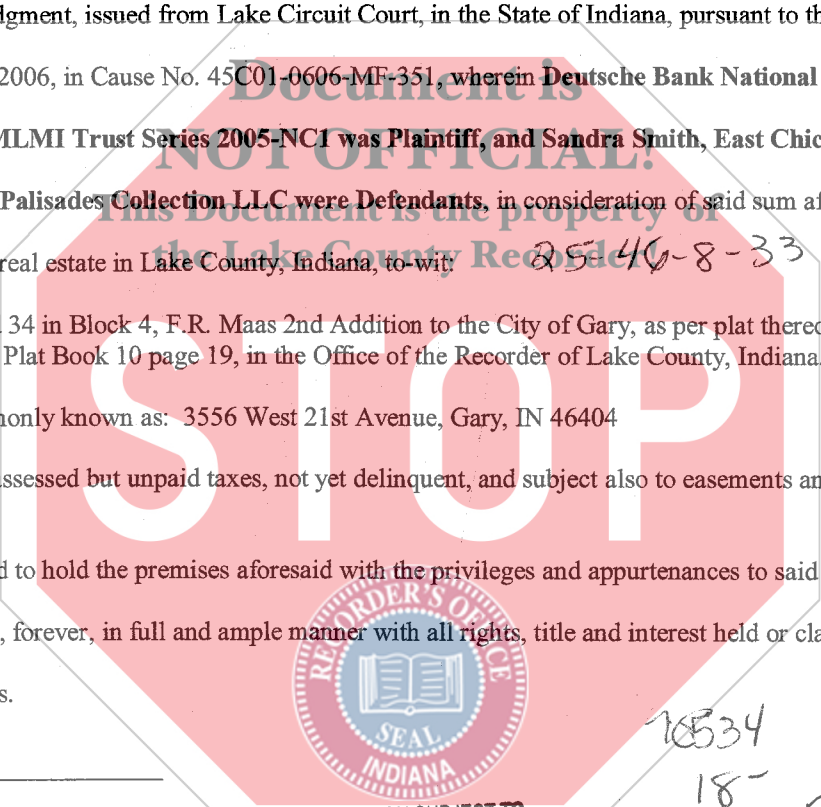 dgment, issued from Lake Circuit Court, in the State of Indiana, pursuant to th
2006, in Cause No. 45C01-0606-MF-351, wherein Deutsche Bank National
Document is
MLMI Trust Series 2005-NC1 was Plaintiff, and Sandra Smith, East Chic
NOT OFFICIAL!
Palisades Collection LLC were Defendants, in consideration of said sum af
This Document is the property of
real estate in Lake County, Indiana, to-wit: 25-46-8-33
the Lake County Recorder!
34 in Block 4, F.R. Maas 2nd Addition to the City of Gary, as per plat thereo
Plat Book 10 page 19, in the Office of the Recorder of Lake County, Indiana.
STOP
monly known as: 3556 West 21st Avenue, Gary, IN 46404
assessed but unpaid taxes, not yet delinquent, and subject also to easements an
d to hold the premises aforesaid with the privileges and appurtenances to said
, forever, in full and ample manner with all rights, title and interest held or cla
s.
RECORDER'S OFFICE
SEAL
INDIANA
18-